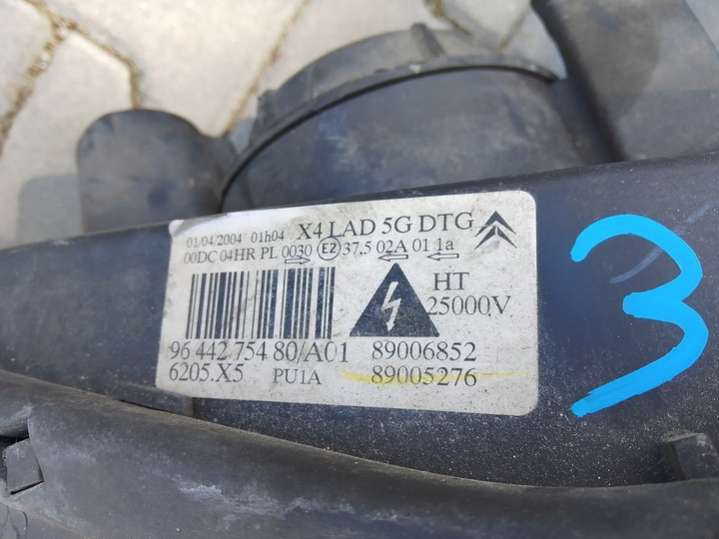 01/04/2004 01h04 X4 LAD 5G DTG
00DC 04HR PL 0030 E2 37,5 02A 01 1a
HT
25000V
96 442 754 80/A01 89006852
6205.X5 PU1A 89005276
3